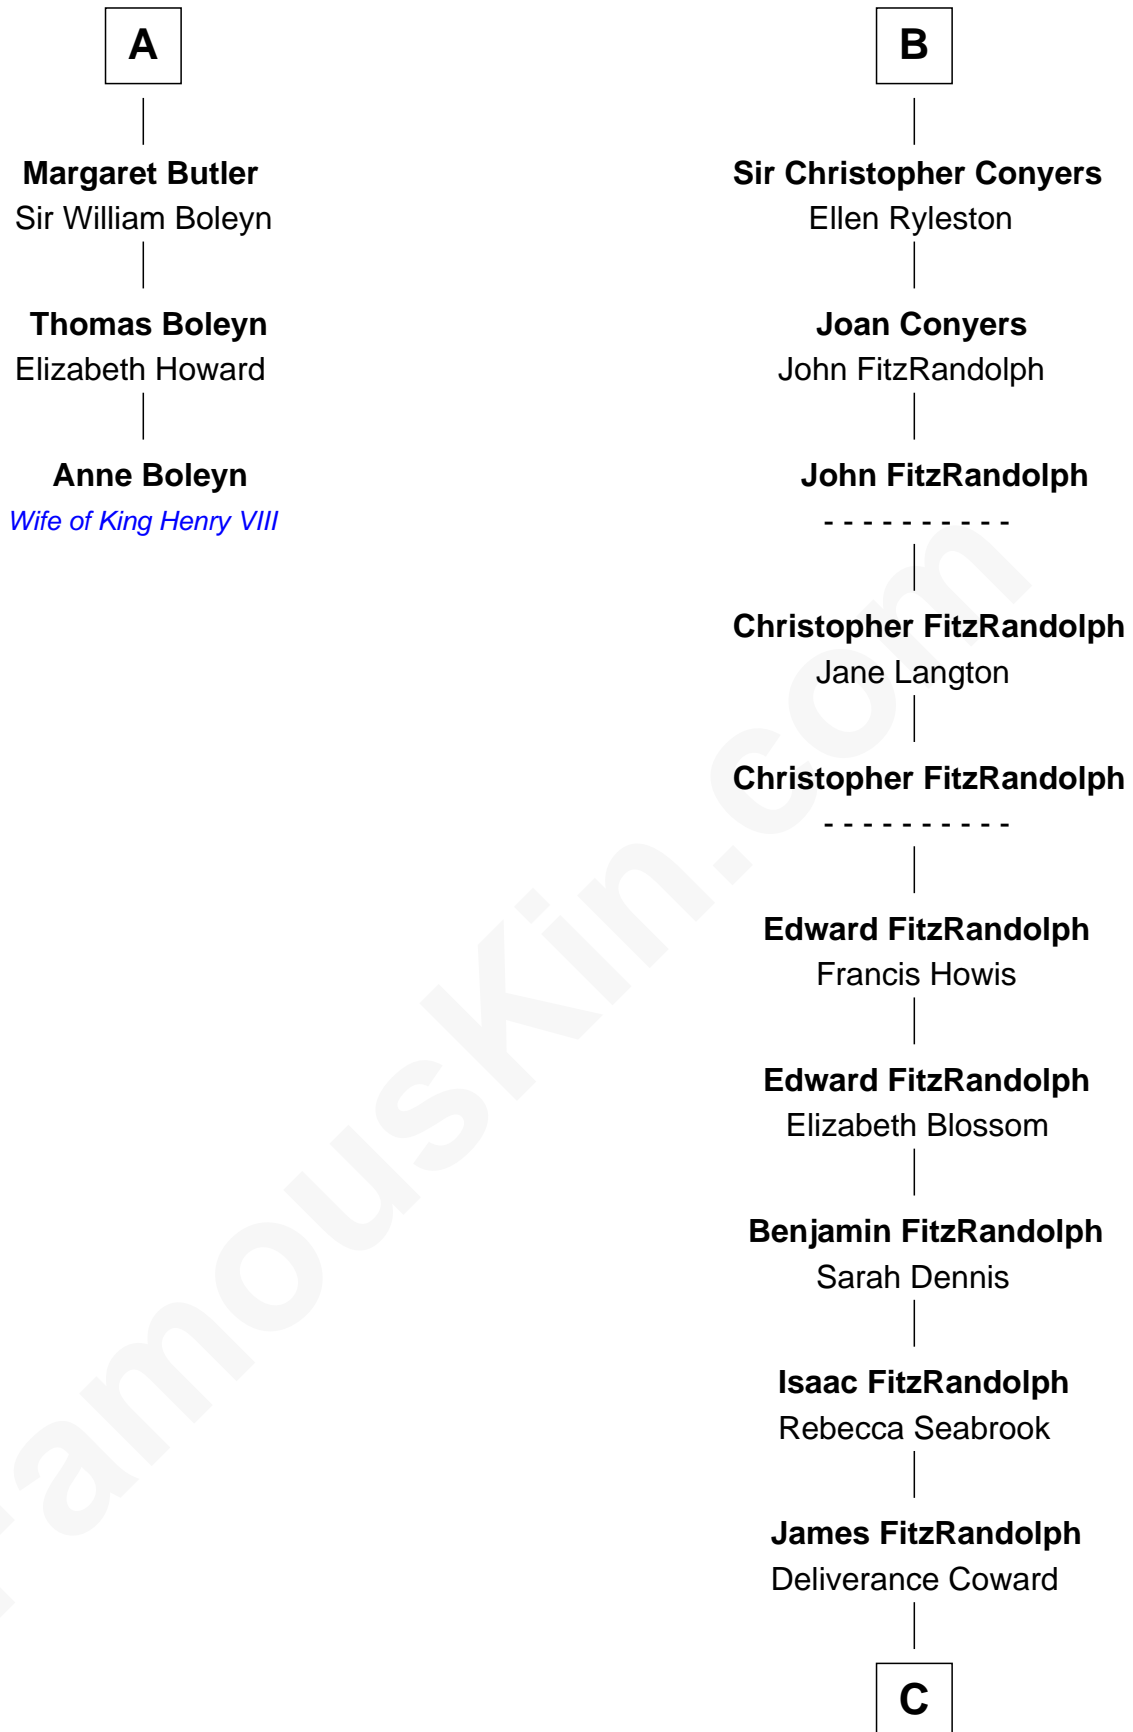 A
Margaret Butler
Sir William Boleyn
Thomas Boleyn
Elizabeth Howard
Anne Boleyn
Wife of King Henry VIII
B
Sir Christopher Conyers
Ellen Ryleston
Joan Conyers
John FitzRandolph
John FitzRandolph
- - - - - - - - - -
Christopher FitzRandolph
Jane Langton
Christopher FitzRandolph
- - - - - - - - - -
Edward FitzRandolph
Francis Howis
Edward FitzRandolph
Elizabeth Blossom
Benjamin FitzRandolph
Sarah Dennis
Isaac FitzRandolph
Rebecca Seabrook
James FitzRandolph
Deliverance Coward
C
FamousKin.com